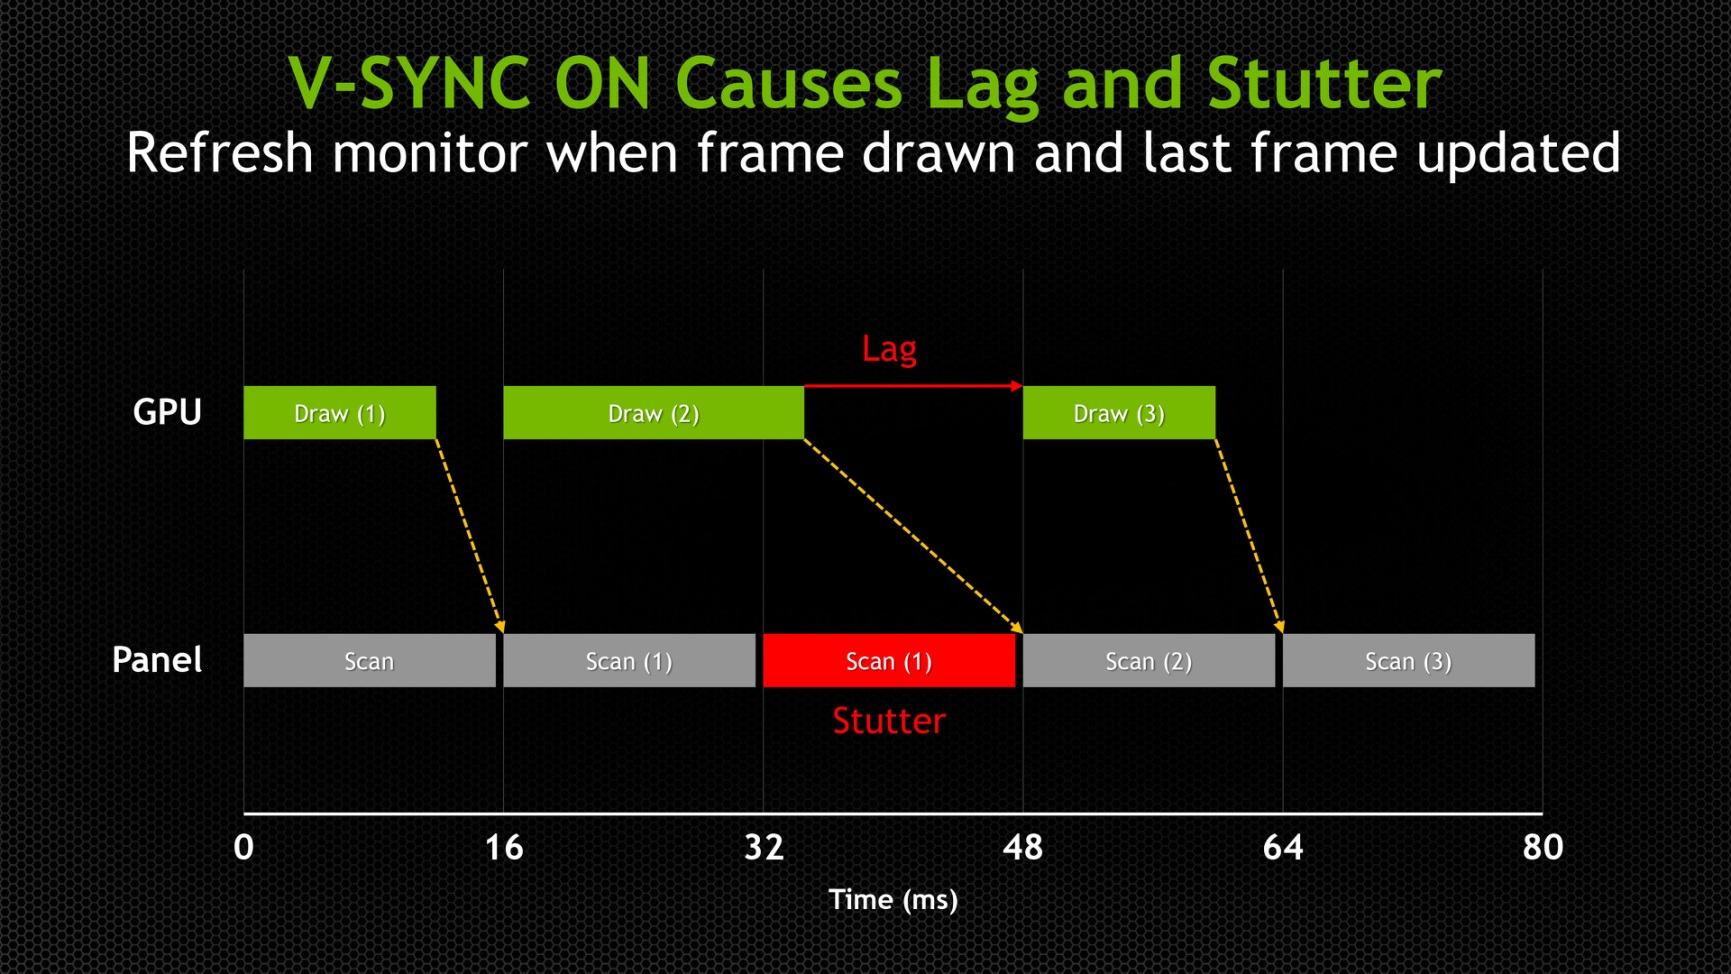 V-SYNC ON Causes Lag and Stutter
Refresh monitor when frame drawn and last frame updated
Lag
GPU
Draw (1)
Draw (2)
Draw (3)
Panel
Scan
Scan (1)
Scan (1)
Scan (2)
Scan (3)
Stutter
0
16
32
48
64
80
Time (ms)